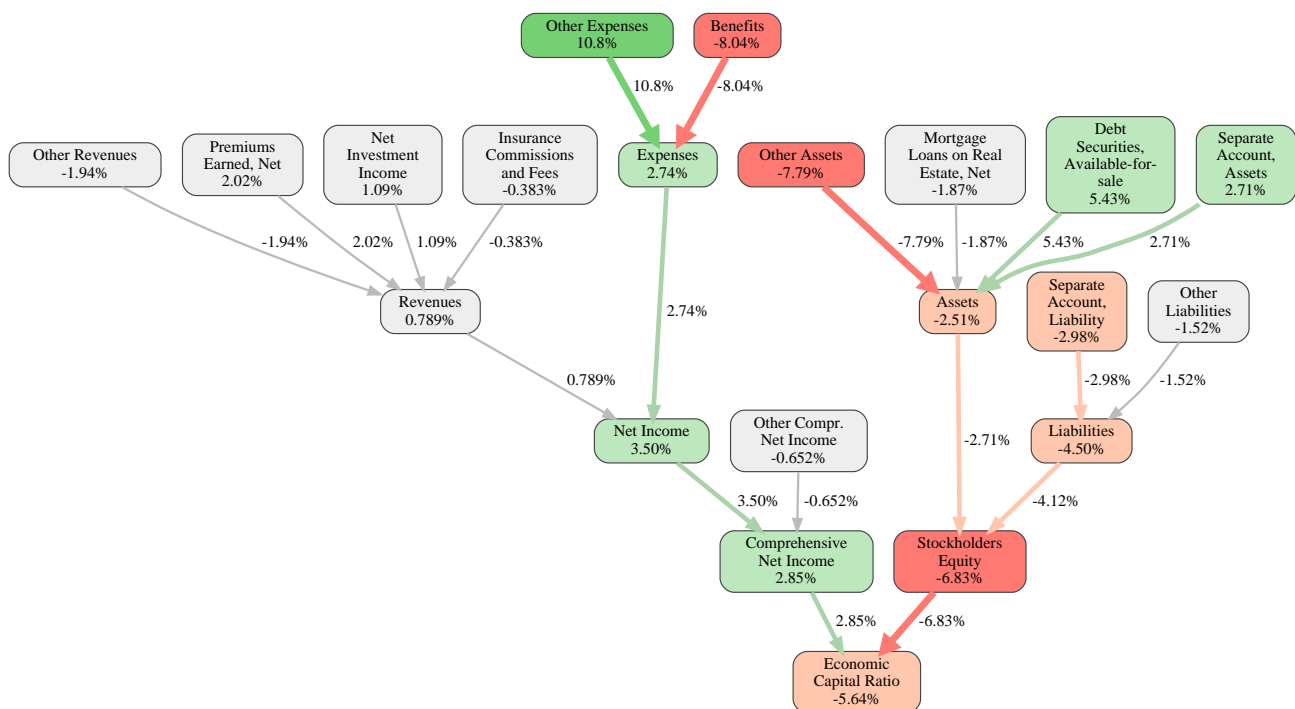 Other Expenses
10.8%
Benefits
-8.04%
10.8%
-8.04%
Other Revenues
-1.94%
Premiums
Earned, Net
2.02%
Net
Investment
Income
1.09%
Insurance
Commissions
and Fees
-0.383%
Expenses
2.74%
Other Assets
-7.79%
Mortgage
Loans on Real
Estate, Net
-1.87%
Debt
Securities,
Available-for-
sale
5.43%
Separate
Account,
Assets
2.71%
-1.94%
2.02%
1.09%
-0.383%
-7.79%
-1.87%
5.43%
2.71%
Revenues
0.789%
2.74%
Assets
-2.51%
Separate
Account,
Liability
-2.98%
Other
Liabilities
-1.52%
0.789%
-2.98%
-1.52%
Net Income
3.50%
Other Compr.
Net Income
-0.652%
-2.71%
Liabilities
-4.50%
3.50%
-0.652%
-4.12%
Comprehensive
Net Income
2.85%
Stockholders
Equity
-6.83%
2.85%
-6.83%
Economic
Capital Ratio
-5.64%